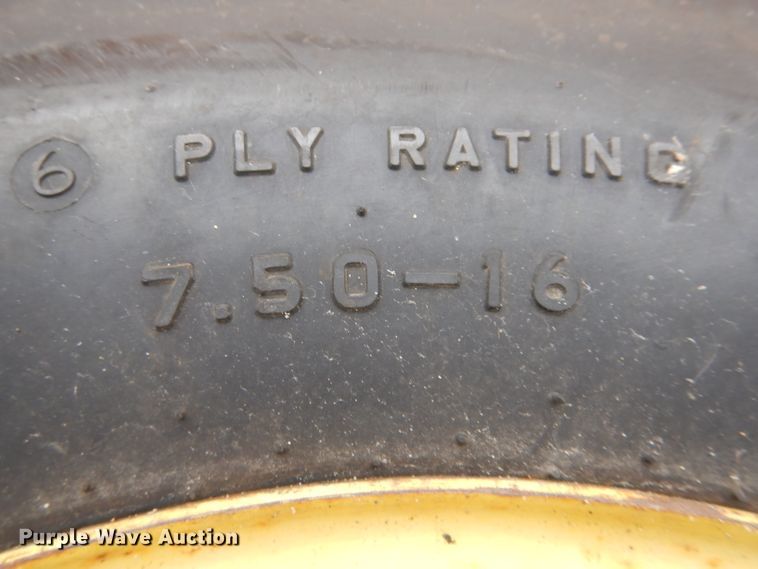 6 PLY RATING
7.50-16
Purple Wave Auction